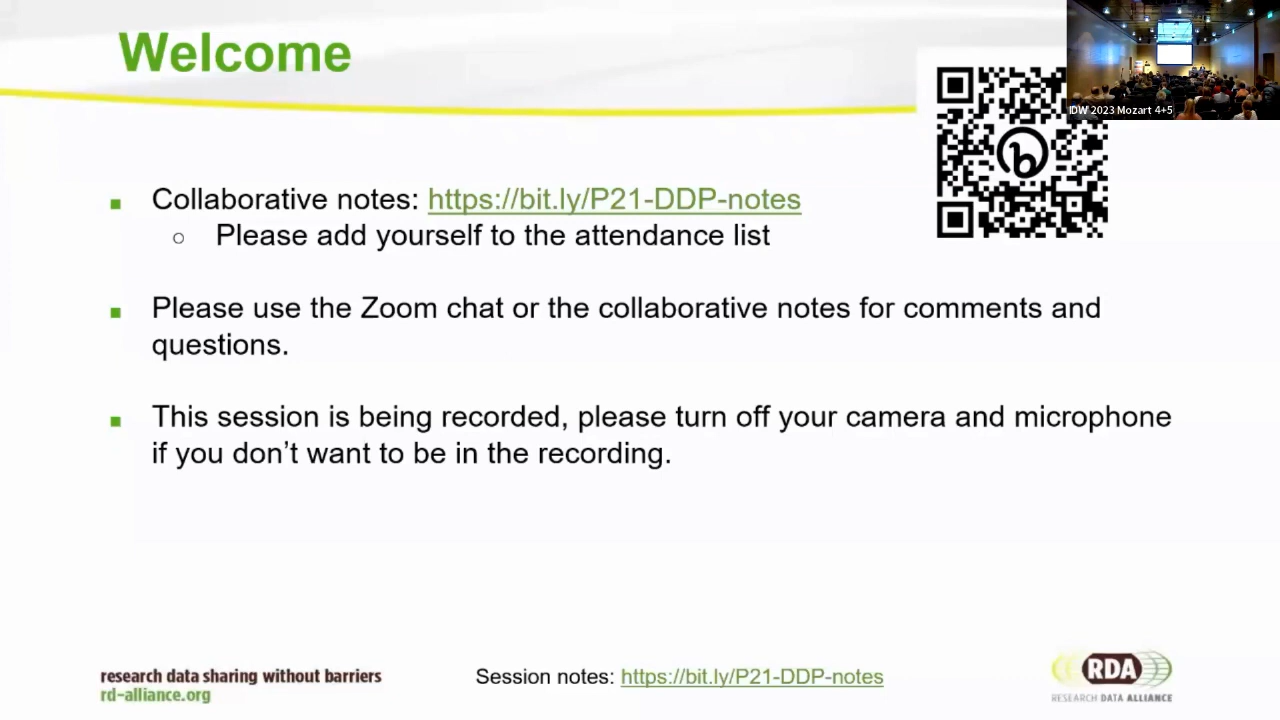 Welcome
IDW 2023 Mozart 4+5
Collaborative notes: https://bit.ly/P21-DDP-notes
Please add yourself to the attendance list
Please use the Zoom chat or the collaborative notes for comments and
questions.
This session is being recorded, please turn off your camera and microphone
if you don't want to be in the recording.
research data sharing without barriers
rd-alliance.org
Session notes: https://bit.ly/P21-DDP-notes
RDA
RESEARCH DATA ALLIANCE